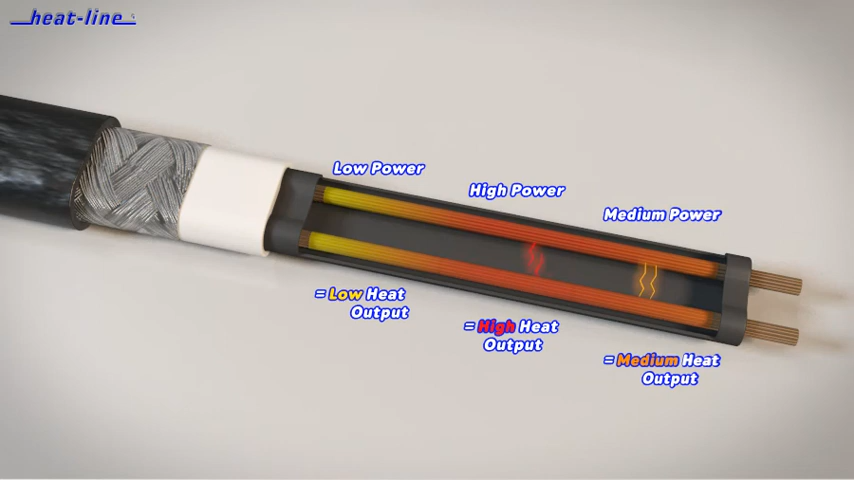 heat-line
Low Power
High Power
Medium Power
= Low Heat
Output
= High Heat
Output
= Medium Heat
Output